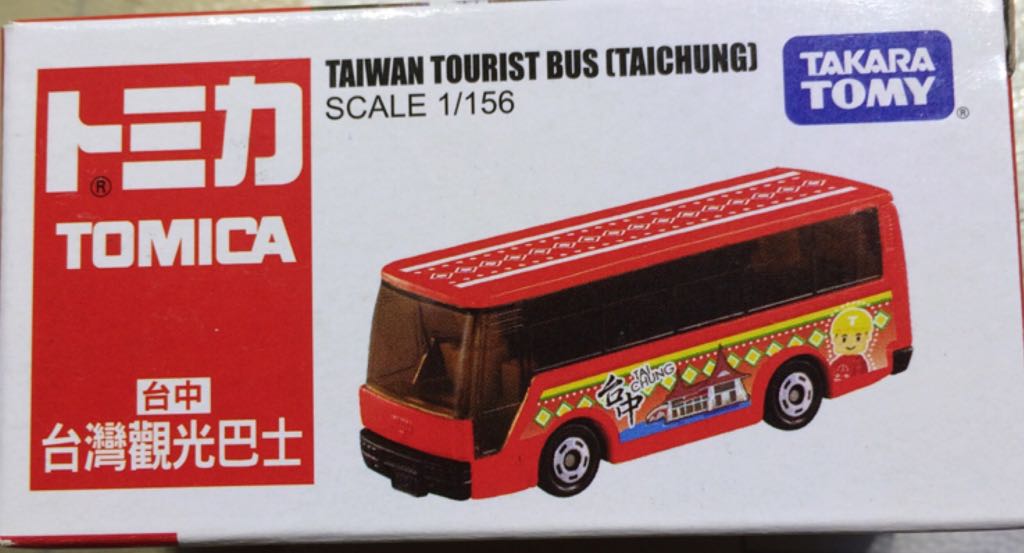 トミカ
®
TOMICA
台中
台灣觀光巴士
TAIWAN TOURIST BUS (TAICHUNG)
SCALE 1/156
TAKARA
TOMY
®
台中
TAI
CHUNG
T